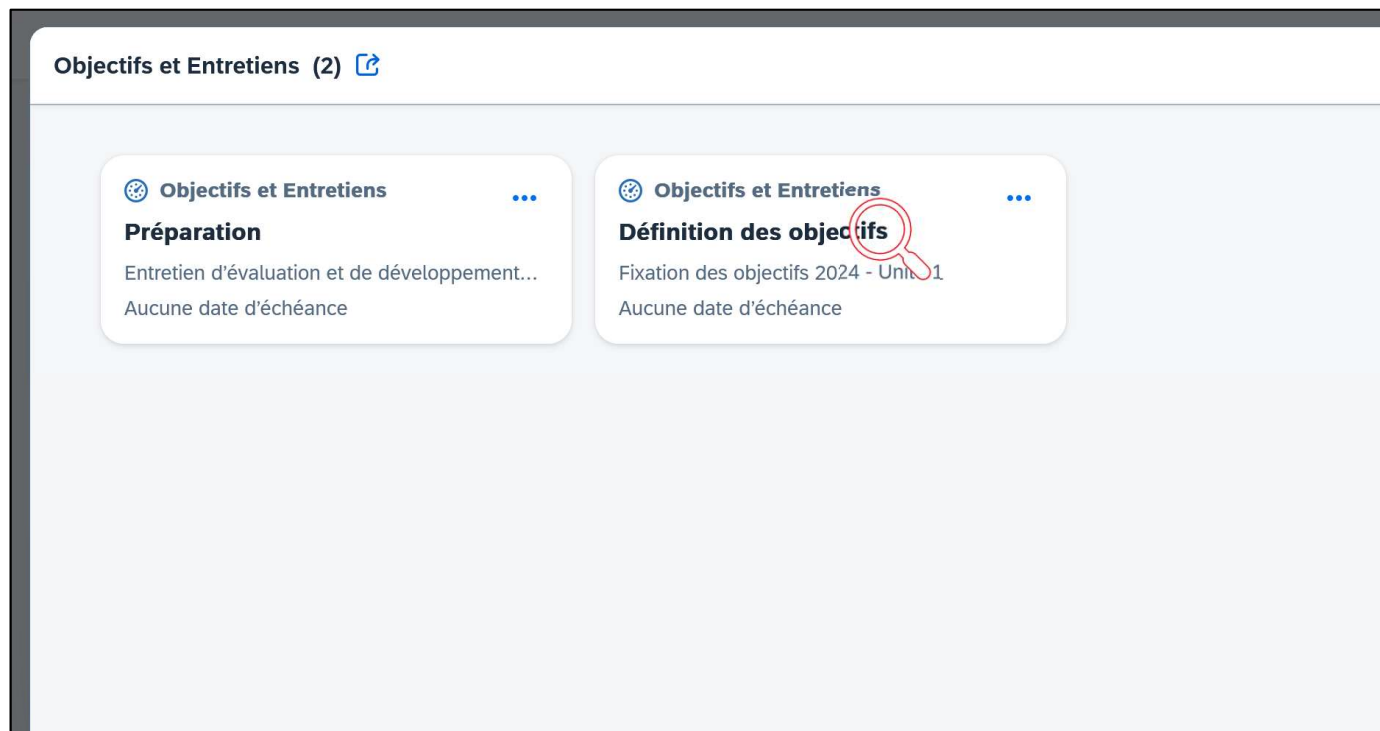 Objectifs et Entretiens (2)
Objectifs et Entretiens
Préparation
Entretien d'évaluation et de développement...
Aucune date d'échéance
Objectifs et Entretiens
Définition des objectifs
Fixation des objectifs 2024 - 1
Aucune date d'échéance